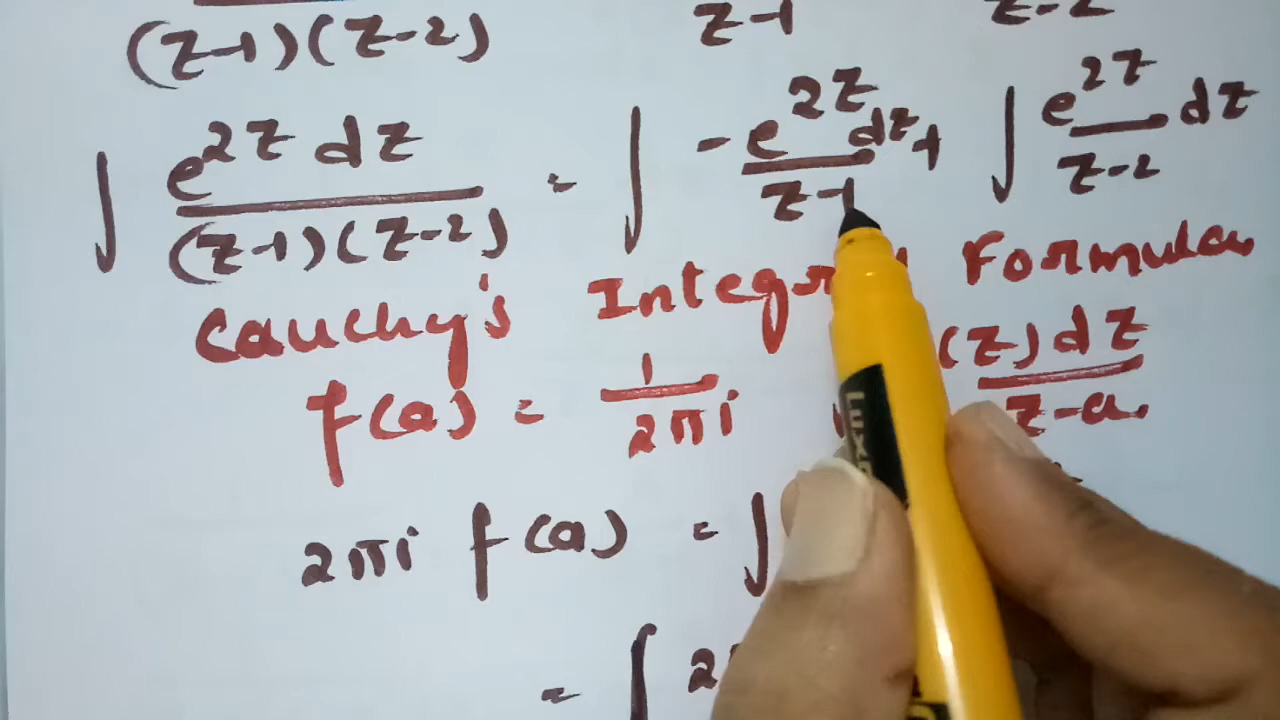 (z-1)(z-2) z-1 z-2
∫ e^{2z} dz / (z-1)(z-2) = ∫ -e^{2z} dz / z-1 + ∫ e^{2z} / z-2 dz
Cauchy's Formula
f(a) = 1 / 2πi (z) dz / z-a
2πi f(a) = ∫
= ∫ 2